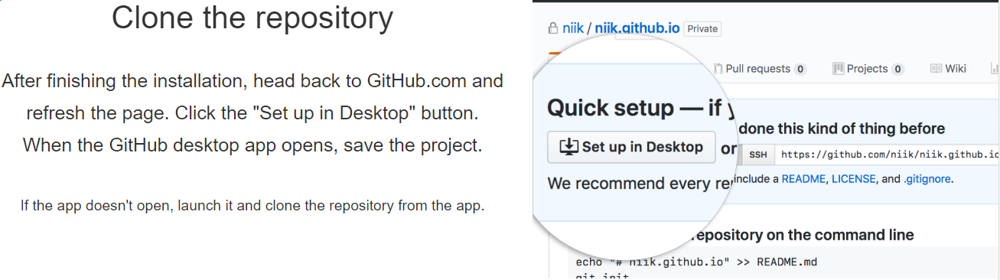 Clone the repository
After finishing the installation, head back to GitHub.com and
refresh the page. Click the "Set up in Desktop" button.
When the GitHub desktop app opens, save the project.
If the app doesn't open, launch it and clone the repository from the app.
niik / niik.github.io Private
Pull requests 0 Projects 0 Wiki
Quick setup — if
done this kind of thing before
Set up in Desktop or SSH https://github.com/niik/niik.github.io
We recommend every include a README, LICENSE, and .gitignore.
repository on the command line
echo "# niik.github.io" >> README.md
git init